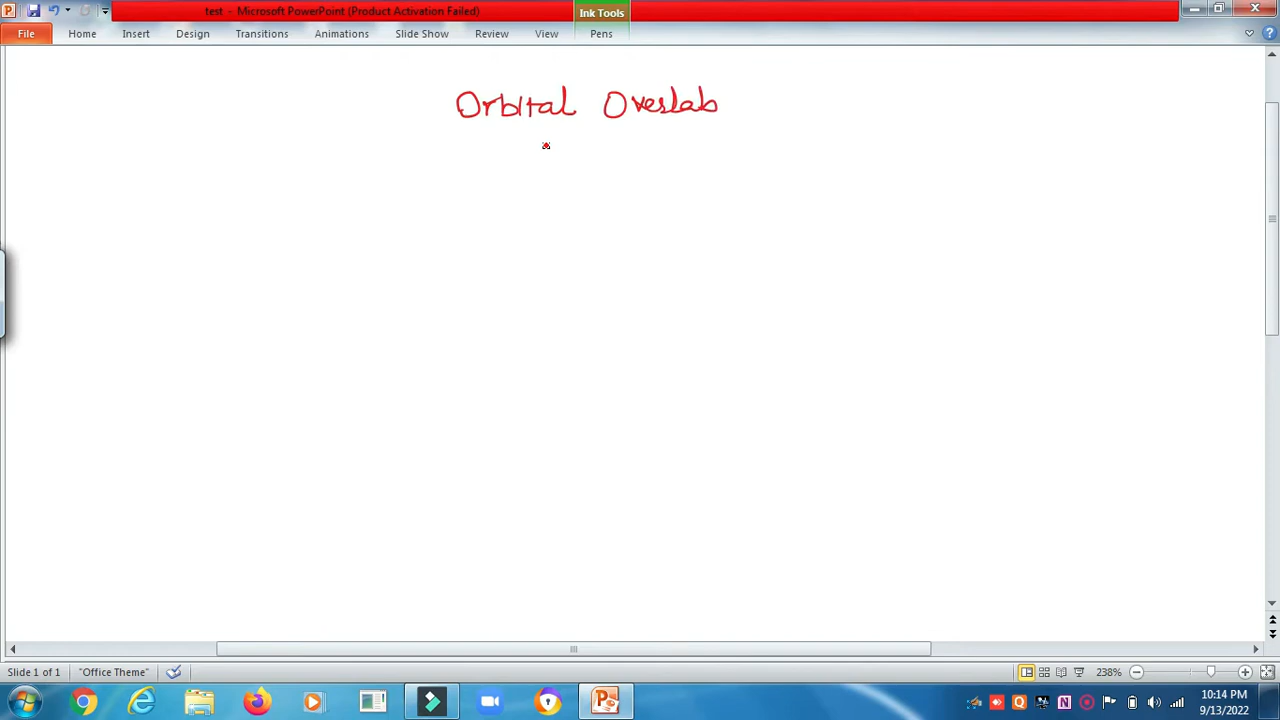 test - Microsoft PowerPoint (Product Activation Failed)
Ink Tools
File Home Insert Design Transitions Animations Slide Show Review View Pens
Orbital Overlab
Slide 1 of 1 "Office Theme" 238%
10:14 PM
9/13/2022